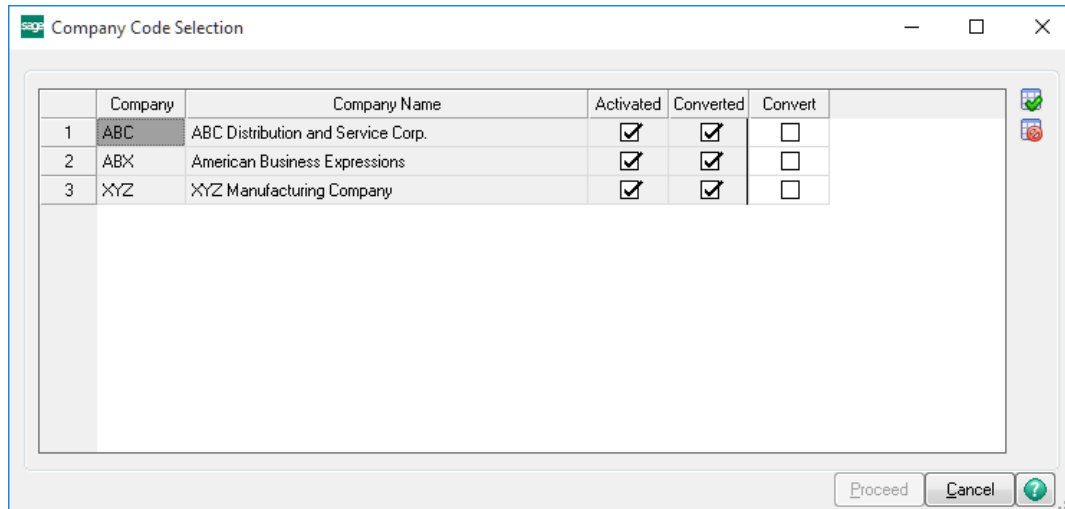 sage Company Code Selection
Company Company Name Activated Converted Convert
1 ABC ABC Distribution and Service Corp.
2 ABX American Business Expressions
3 XYZ XYZ Manufacturing Company
Proceed Cancel ?